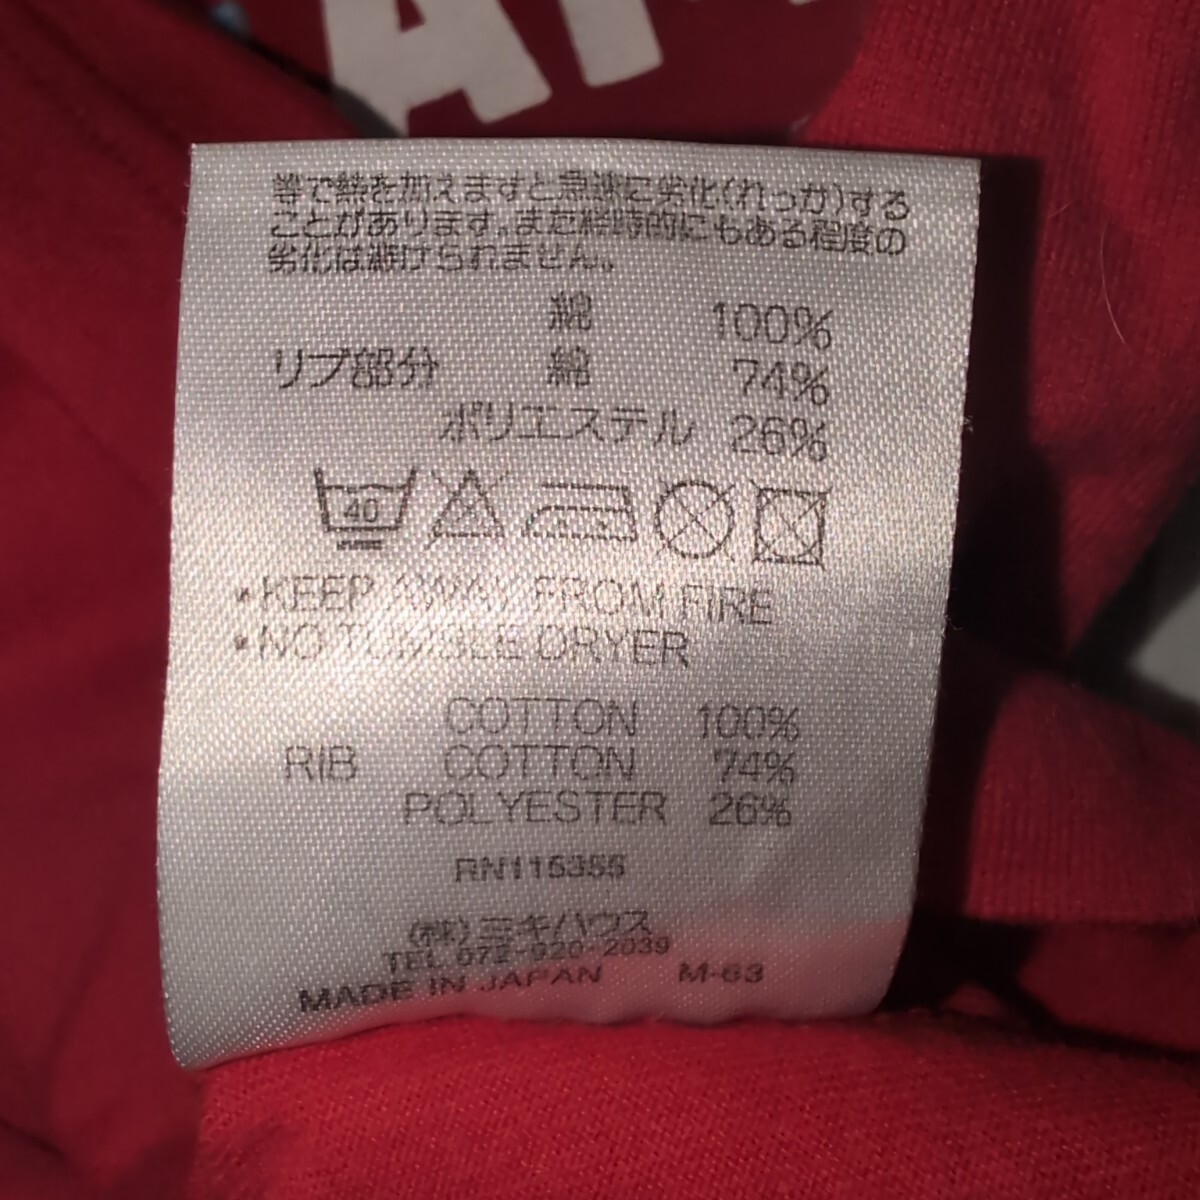 等で熱を加えますと急速に劣化(れっか)する
ことがあります。また経時的にもある程度の
劣化は避けられません。
綿 100%
リブ部分 綿 74%
ポリエステル 26%
40
•KEEP AWAY FROM FIRE
•NO TUMBLE DRYER
COTTON 100%
RIB COTTON 74%
POLYESTER 26%
RN115355
(株)ミキハウス
TEL 072-920-2039
MADE IN JAPAN M-63